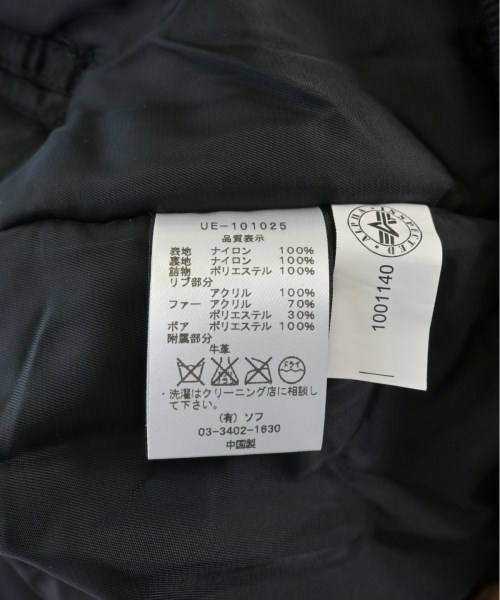 UE-101025
品質表示
表地 ナイロン 100%
裏地 ナイロン 100%
詰物 ポリエステル 100%
リブ部分
アクリル 100%
ファー アクリル 70%
ポリエステル 30%
ボア ポリエステル 100%
附属部分
牛革
ドライ
・洗濯はクリーニング店に相談し
て下さい。
(有) ソフ
03-3402-1630
中国製
ALPHA INSPECTED
1001140